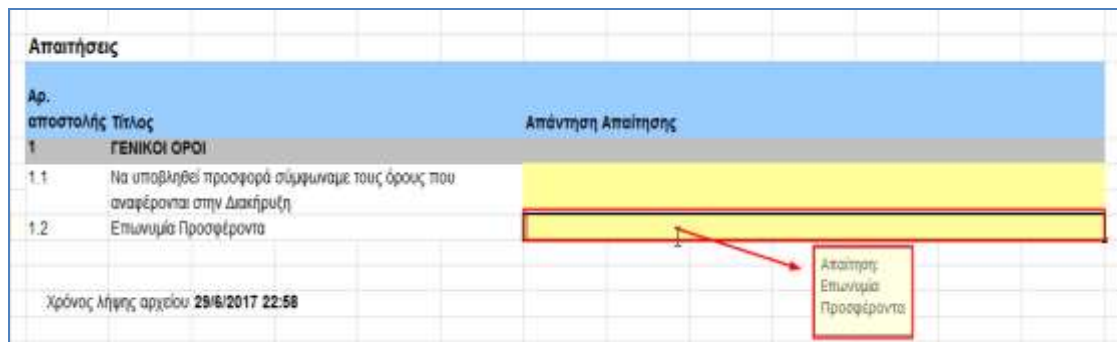 Απαιτήσεις
Αρ.
αποστολής Τίτλος Απάντηση Απαίτησης
1 ΓΕΝΙΚΟΙ ΟΡΟΙ
1.1 Να υποβληθεί προσφορά σύμφωναμε τους όρους που
αναφέρονται στην Διακήρυξη
1.2 Επωνυμία Προσφέροντα
Απαίτηση:
Επωνυμία
Προσφέροντα
Χρόνος λήψης αρχείου 29/6/2017 22:58